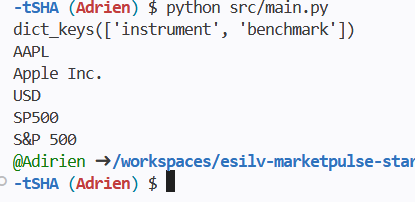 -tSHA (Adrien) $ python src/main.py
dict_keys(['instrument', 'benchmark'])
AAPL
Apple Inc.
USD
SP500
S&P 500
@Adirien ➜/workspaces/esilv-marketpulse-star
-tSHA (Adrien) $